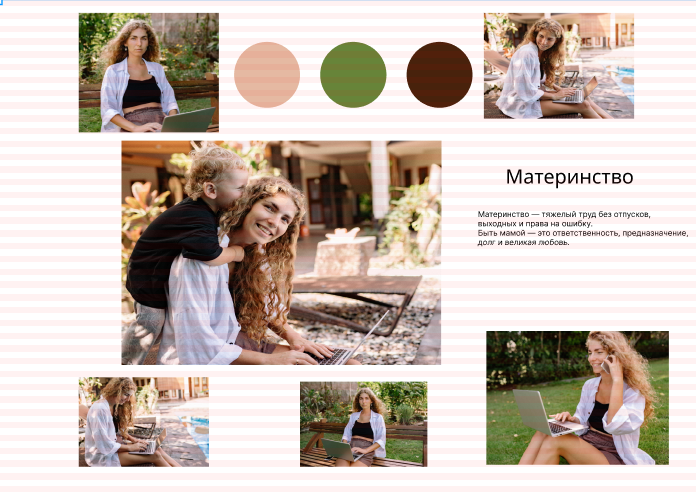 Материнство
Материнство — тяжелый труд без отпусков,
выходных и права на ошибку.
Быть мамой — это ответственность, предназначение,
долг и великая любовь.